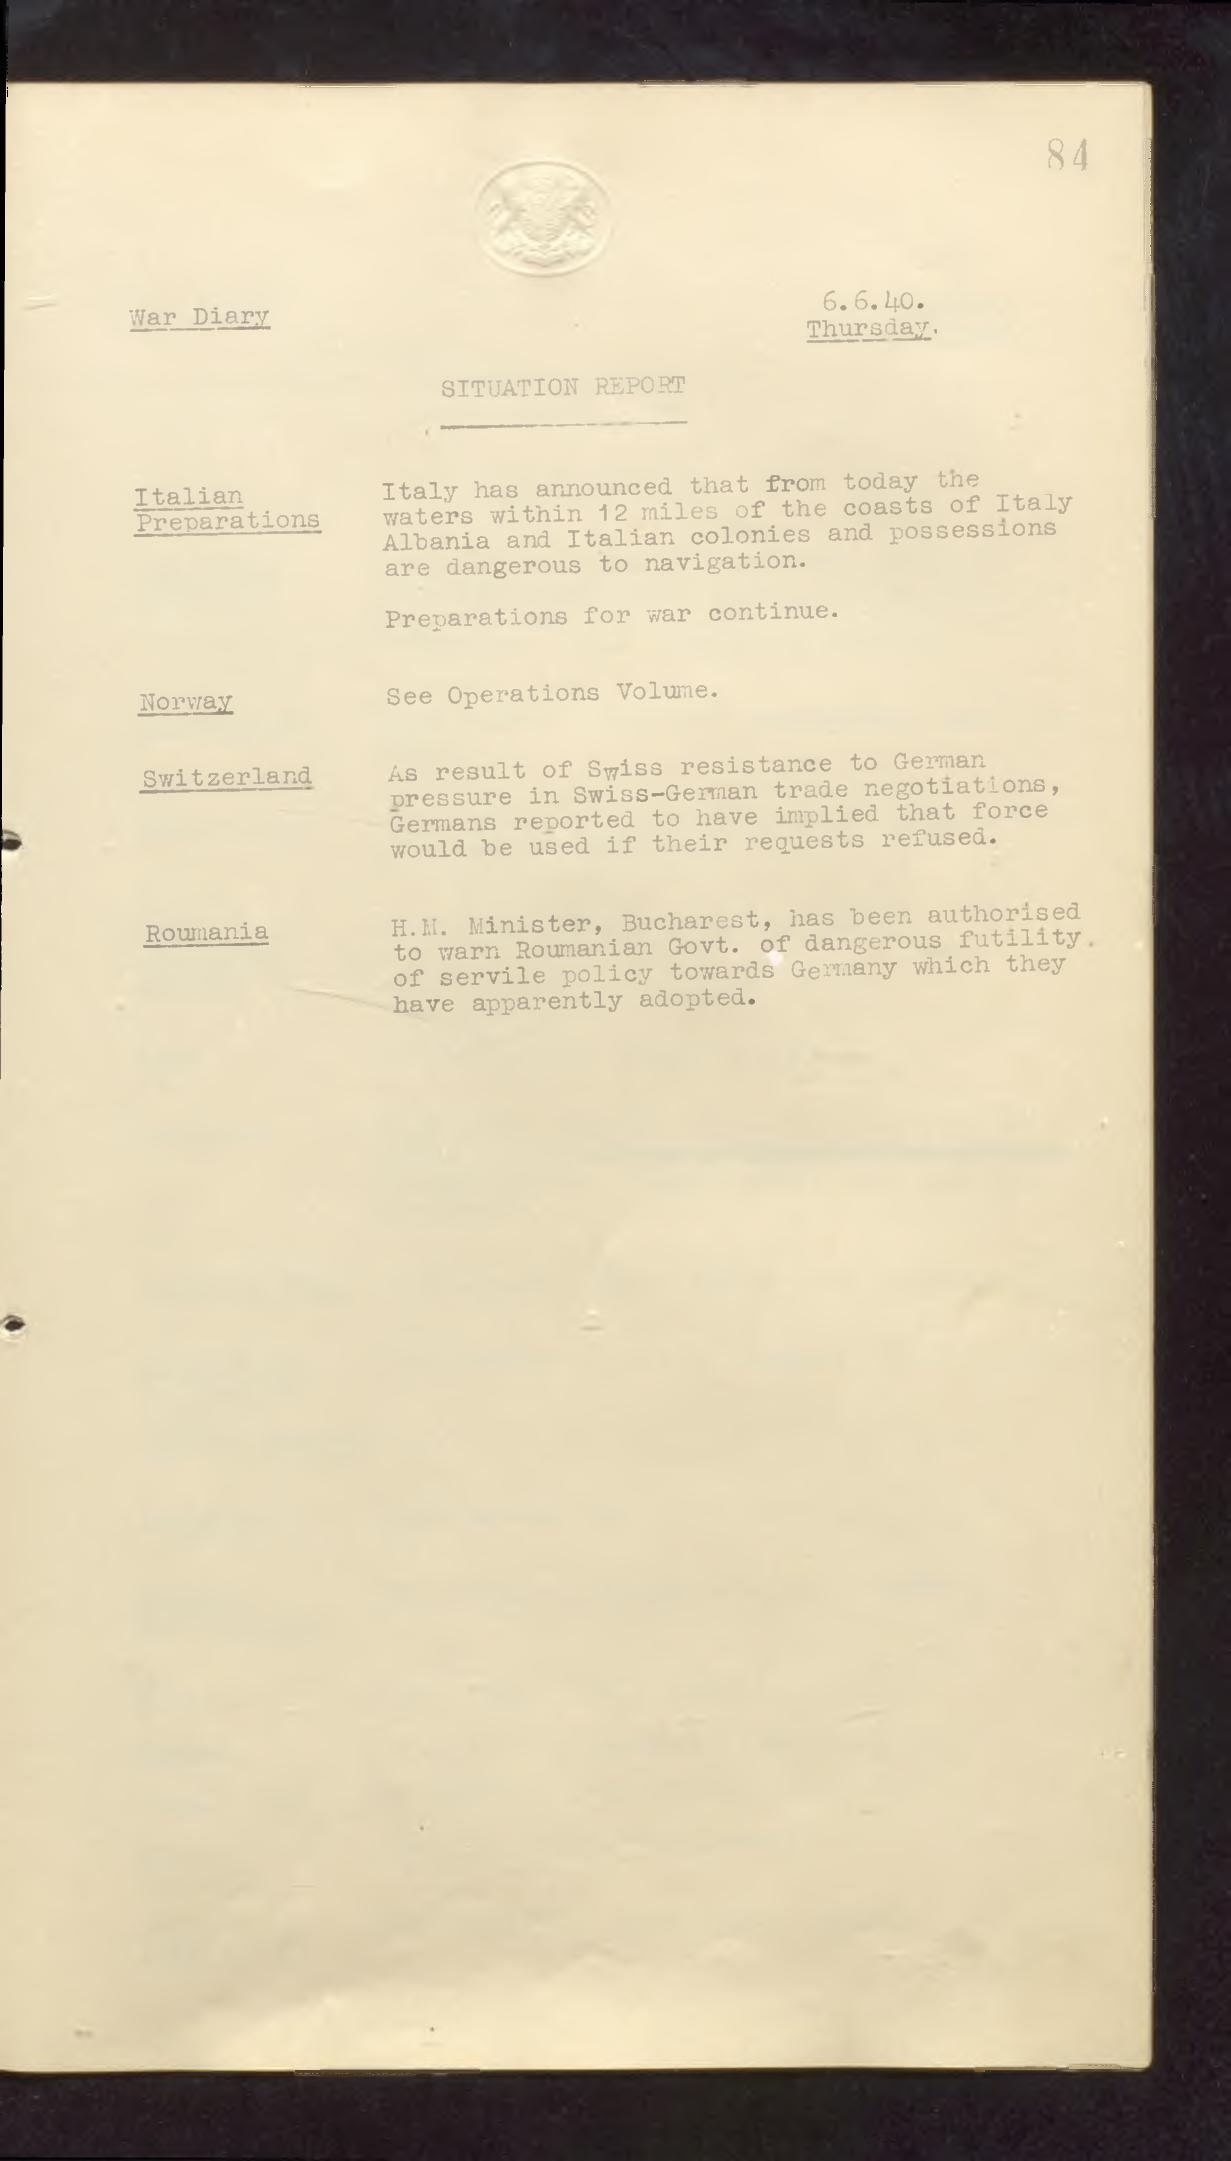 84
War Diary
6.6.40.
Thursday.
SITUATION REPORT
Italian
Preparations
Italy has announced that from today the
waters within 12 miles of the coasts of Italy
Albania and Italian colonies and possessions
are dangerous to navigation.
Preparations for war continue.
Norway
See Operations Volume.
Switzerland
As result of Swiss resistance to German
pressure in Swiss-German trade negotiations,
Germans reported to have implied that force
would be used if their requests refused.
Roumania
H.M. Minister, Bucharest, has been authorised
to warn Roumanian Govt. of dangerous futility.
of servile policy towards Germany which they
have apparently adopted.